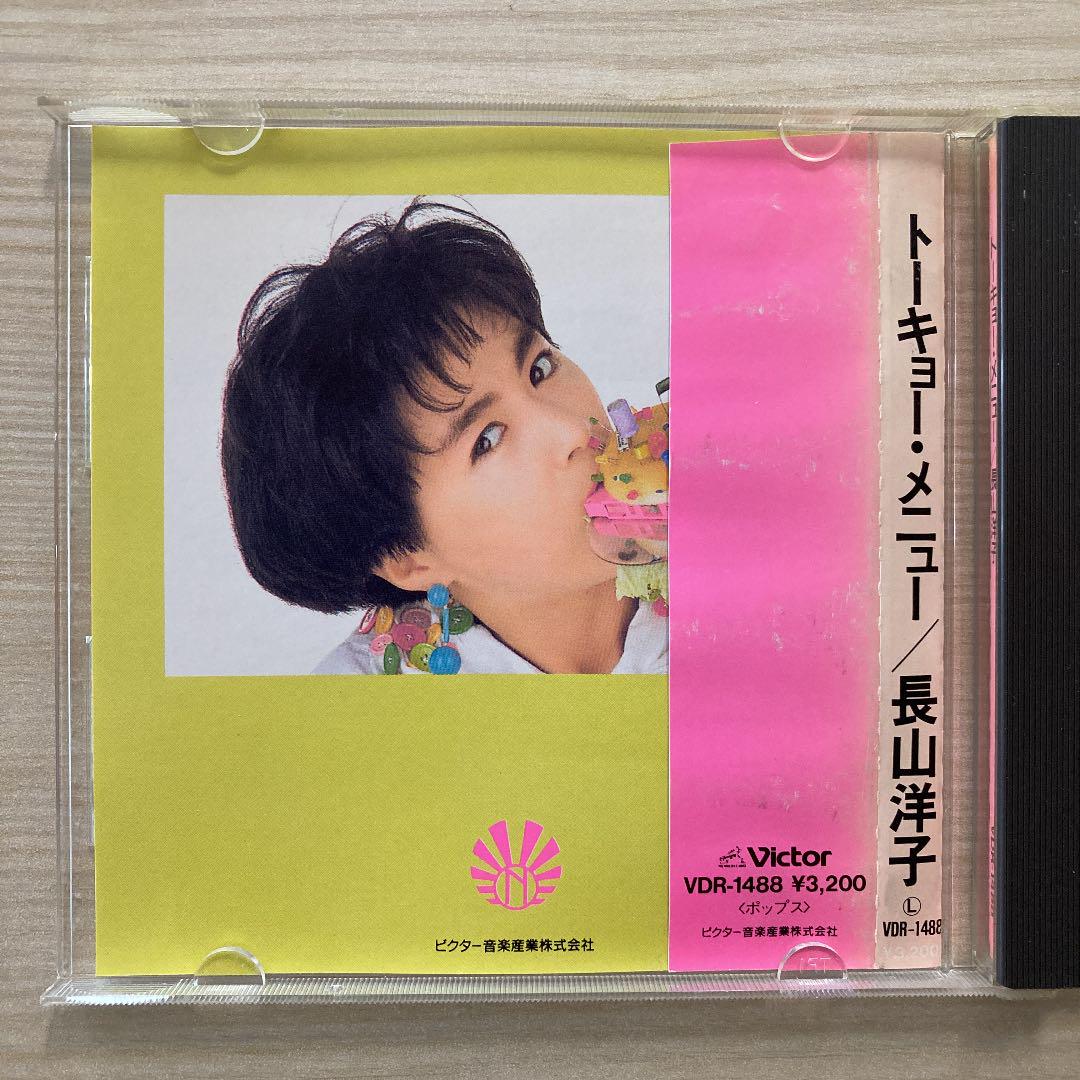 トーキョー・メニュー／長山洋子
Ⓛ
VDR-1488
¥3,200
Victor
VDR-1488 ¥3,200
〈ポップス〉
ビクター音楽産業株式会社
N
ビクター音楽産業株式会社